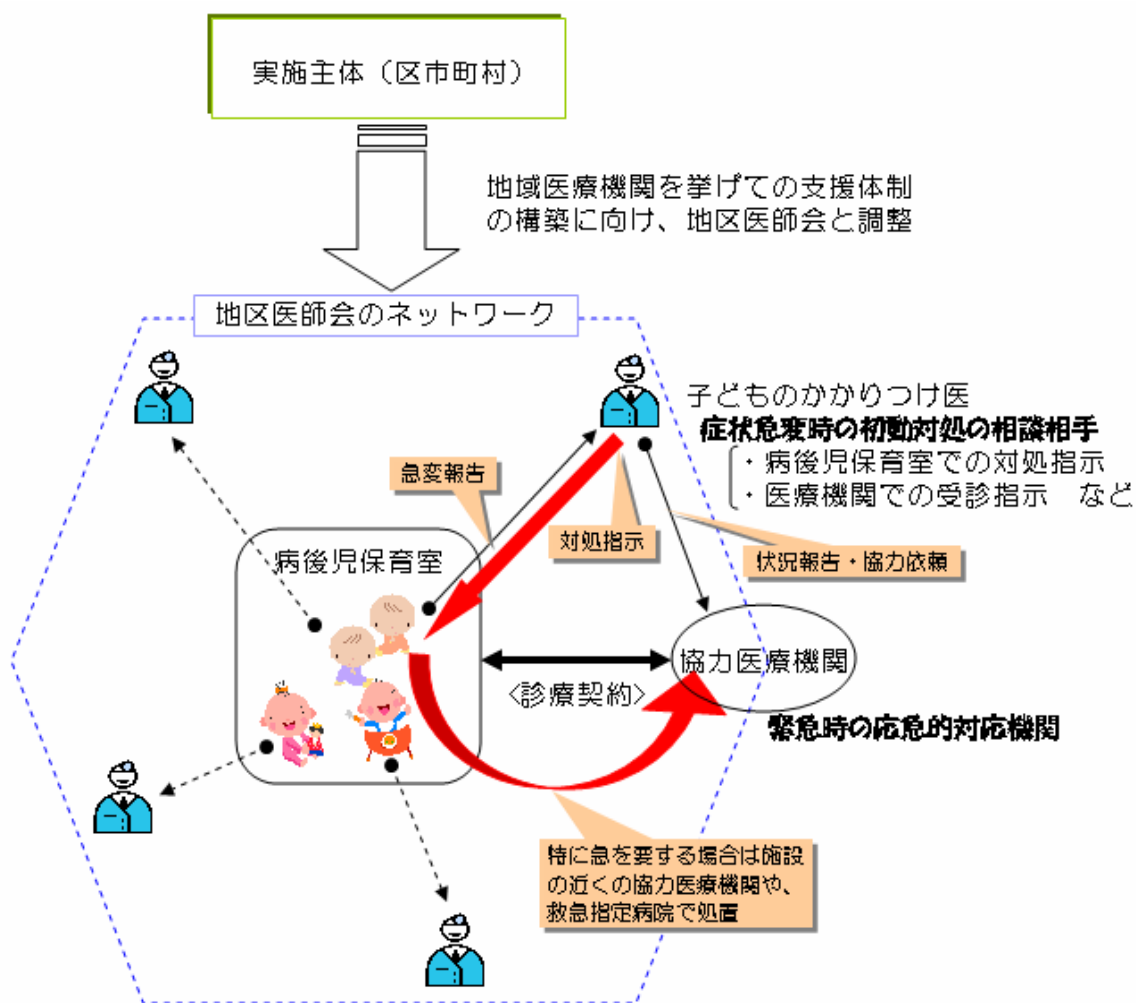 実施主体（区市町村）
地域医療機関を挙げての支援体制
の構築に向け、地区医師会と調整
地区医師会のネットワーク
子どものかかりつけ医
症状急変時の初動対処の相談相手
・病後児保育室での対処指示
・医療機関での受診指示　など
急変報告
対処指示
状況報告・協力依頼
病後児保育室
協力医療機関
〈診療契約〉
緊急時の応急的対応機関
特に急を要する場合は施設
の近くの協力医療機関や、
救急指定病院で処置